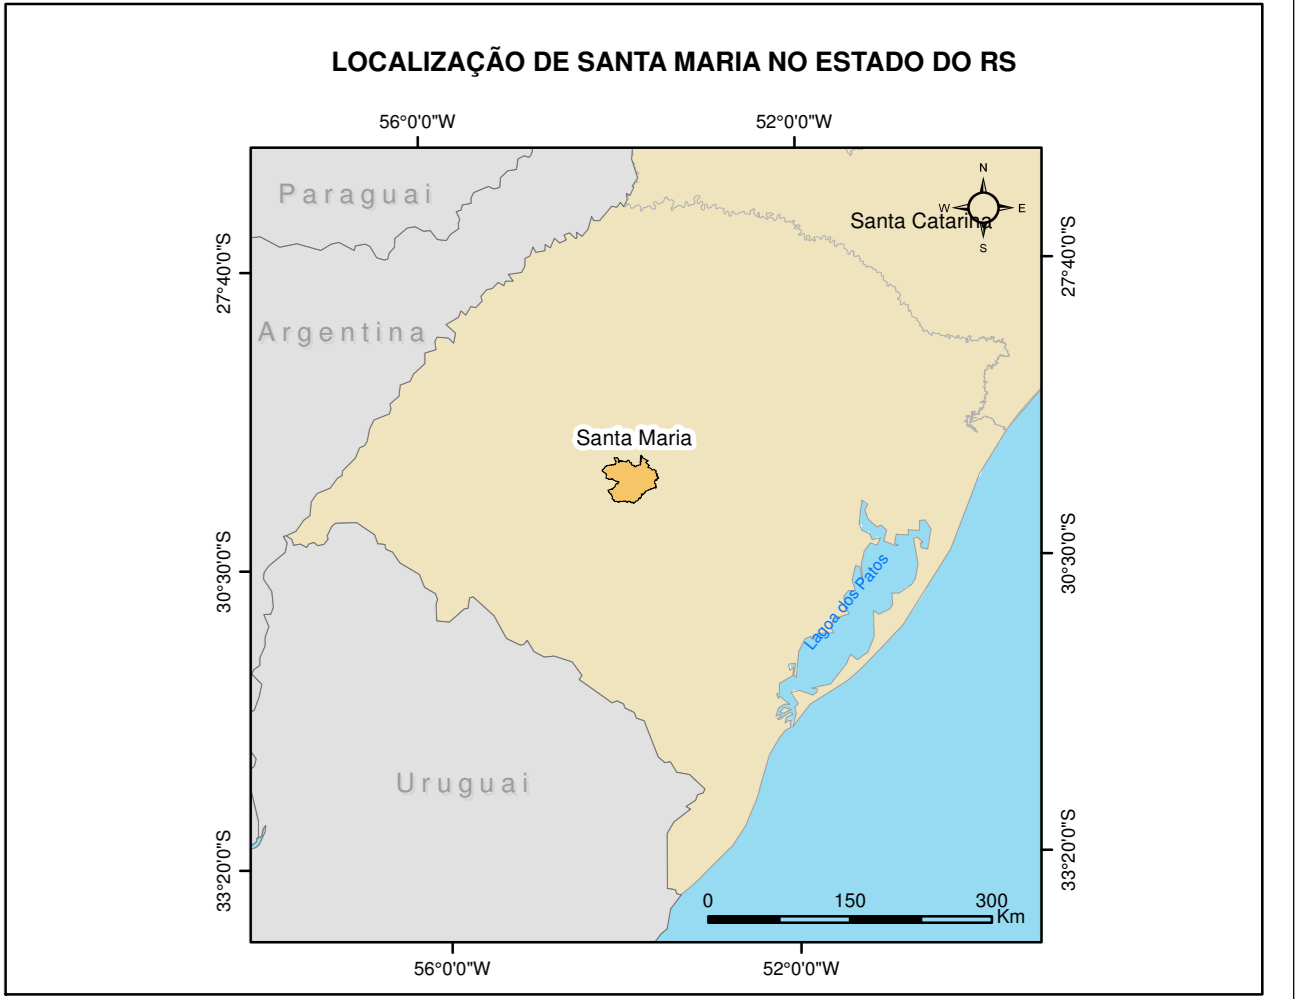 LOCALIZAÇÃO DE SANTA MARIA NO ESTADO DO RS
56°0'0"W
52°0'0"W
N
W
E
S
Paraguai
Santa Catarina
27°40'0"S
27°40'0"S
Argentina
Santa Maria
30°30'0"S
30°30'0"S
Lagoa dos Patos
Uruguai
33°20'0"S
33°20'0"S
0 150 300
Km
56°0'0"W
52°0'0"W